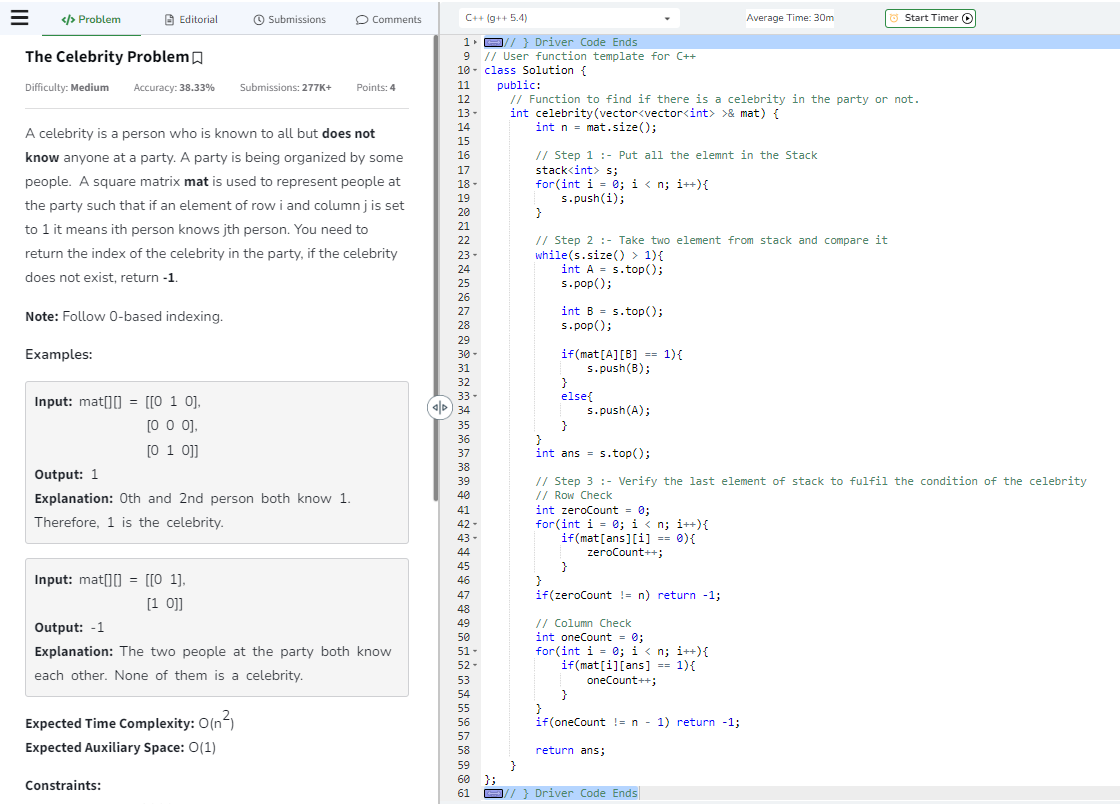 Problem
Editorial
Submissions
Comments
The Celebrity Problem
Difficulty: Medium Accuracy: 38.33% Submissions: 277K+ Points: 4
A celebrity is a person who is known to all but does not
know anyone at a party. A party is being organized by some
people. A square matrix mat is used to represent people at
the party such that if an element of row i and column j is set
to 1 it means ith person knows jth person. You need to
return the index of the celebrity in the party, if the celebrity
does not exist, return -1.
Note: Follow 0-based indexing.
Examples:
Input: mat[][] = [[0 1 0],
[0 0 0],
[0 1 0]]
Output: 1
Explanation: 0th and 2nd person both know 1.
Therefore, 1 is the celebrity.
Input: mat[][] = [[0 1],
[1 0]]
Output: -1
Explanation: The two people at the party both know
each other. None of them is a celebrity.
Expected Time Complexity: O(n^2)
Expected Auxiliary Space: O(1)
Constraints:
C++ (g++ 5.4)
Average Time: 30m
Start Timer
1 // } Driver Code Ends
9 // User function template for C++
10 class Solution {
11 public:
12 // Function to find if there is a celebrity in the party or not.
13 int celebrity(vector<vector<int> >& mat) {
14 int n = mat.size();
15
16 // Step 1 :- Put all the elemnt in the Stack
17 stack<int> s;
18 for(int i = 0; i < n; i++){
19 s.push(i);
20 }
21
22 // Step 2 :- Take two element from stack and compare it
23 while(s.size() > 1){
24 int A = s.top();
25 s.pop();
26
27 int B = s.top();
28 s.pop();
29
30 if(mat[A][B] == 1){
31 s.push(B);
32 }
33 else{
34 s.push(A);
35 }
36 }
37 int ans = s.top();
38
39 // Step 3 :- Verify the last element of stack to fulfil the condition of the celebrity
40 // Row Check
41 int zeroCount = 0;
42 for(int i = 0; i < n; i++){
43 if(mat[ans][i] == 0){
44 zeroCount++;
45 }
46 }
47 if(zeroCount != n) return -1;
48
49 // Column Check
50 int oneCount = 0;
51 for(int i = 0; i < n; i++){
52 if(mat[i][ans] == 1){
53 oneCount++;
54 }
55 }
56 if(oneCount != n - 1) return -1;
57
58 return ans;
59 }
60 };
61 // } Driver Code Ends